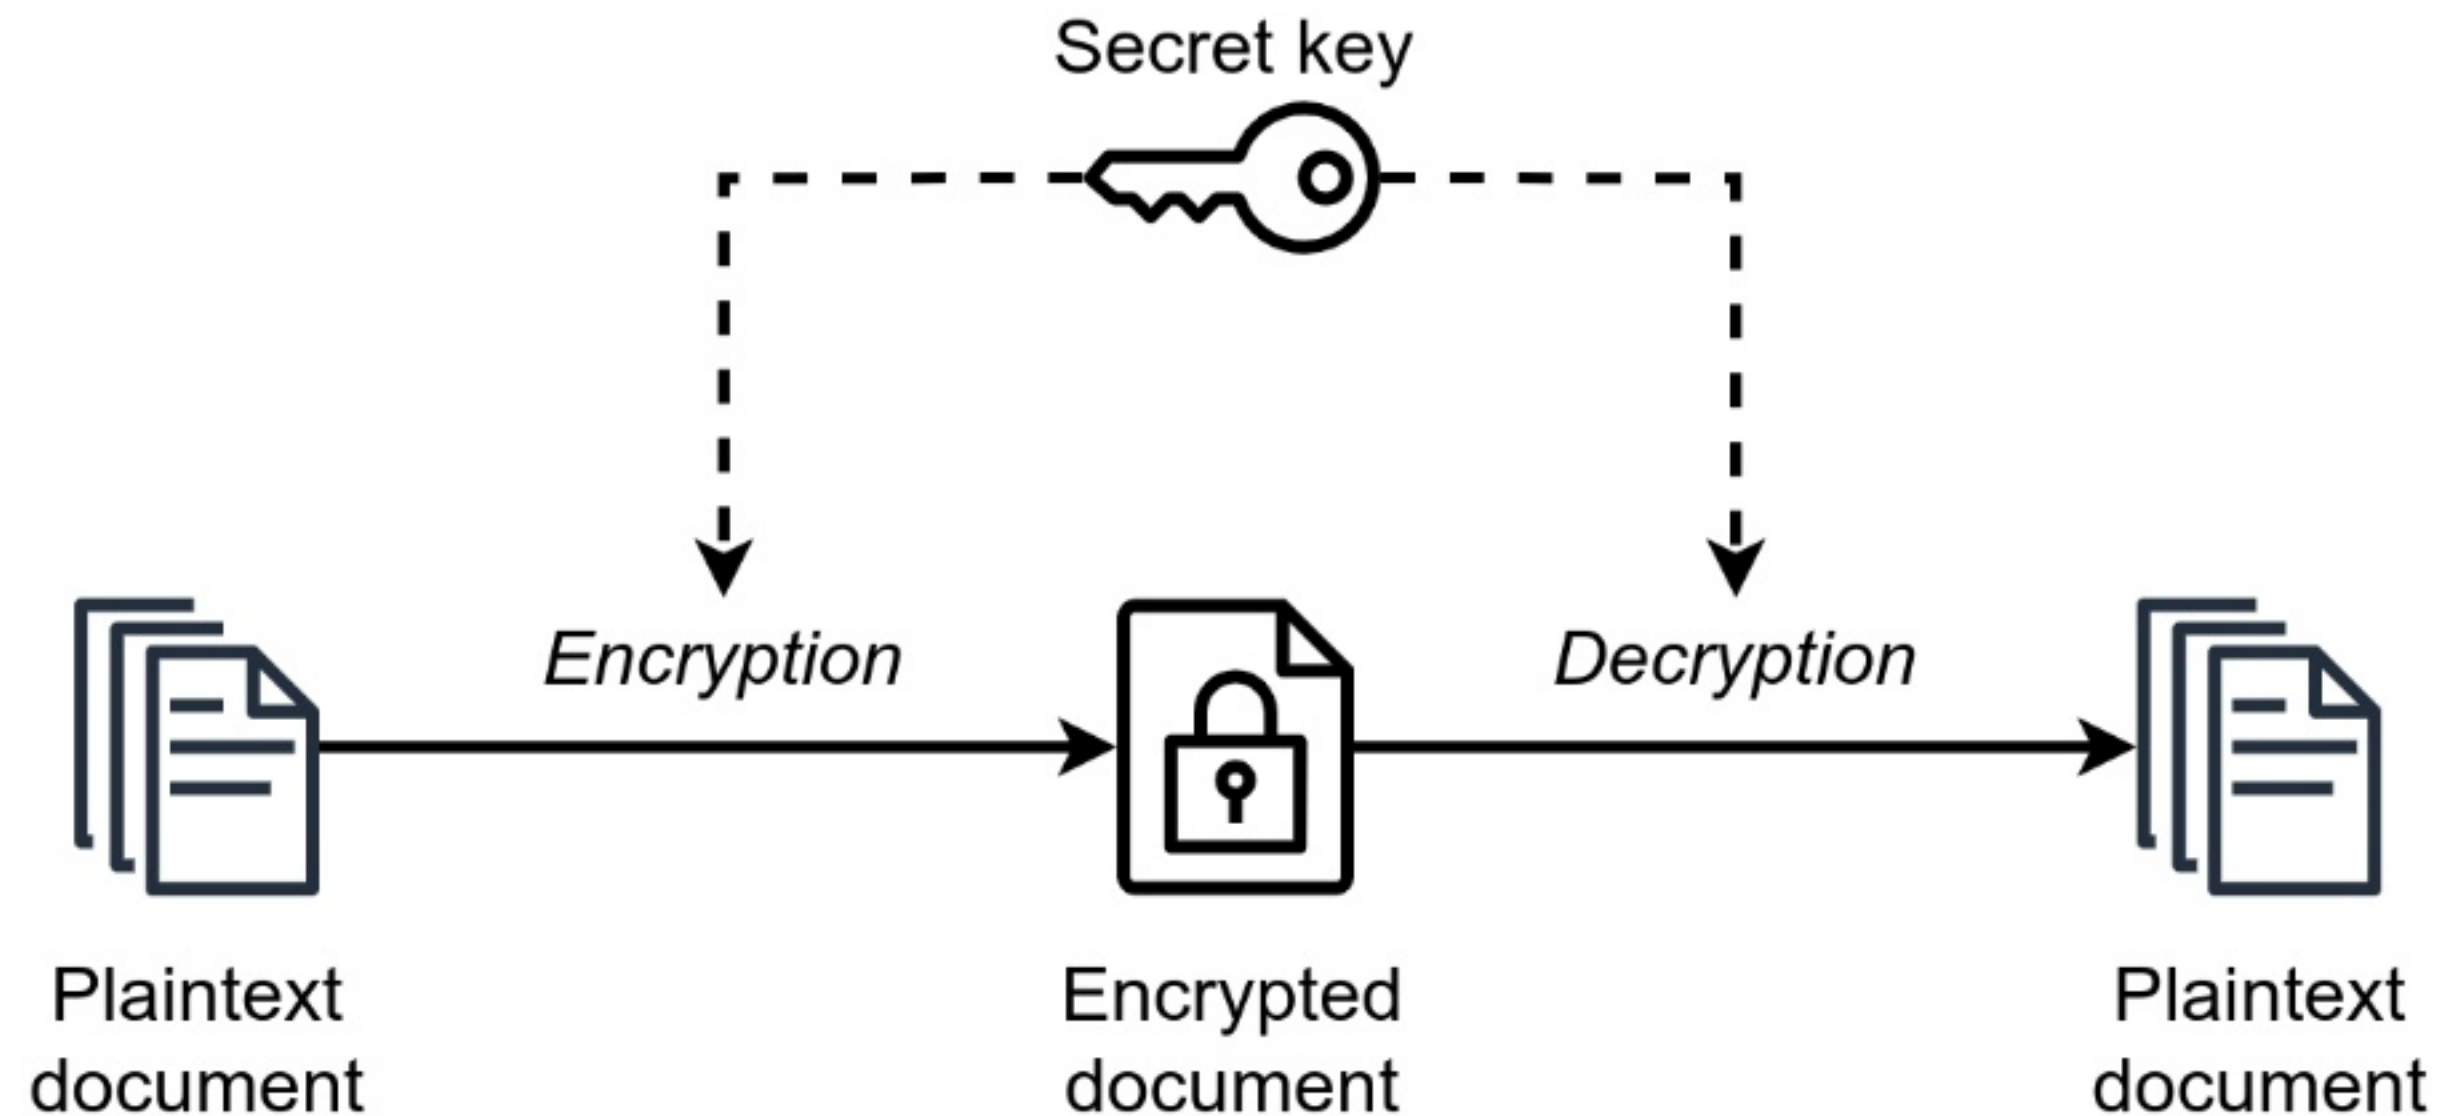 Secret key
Encryption
Decryption
Plaintext
document
Encrypted
document
Plaintext
document